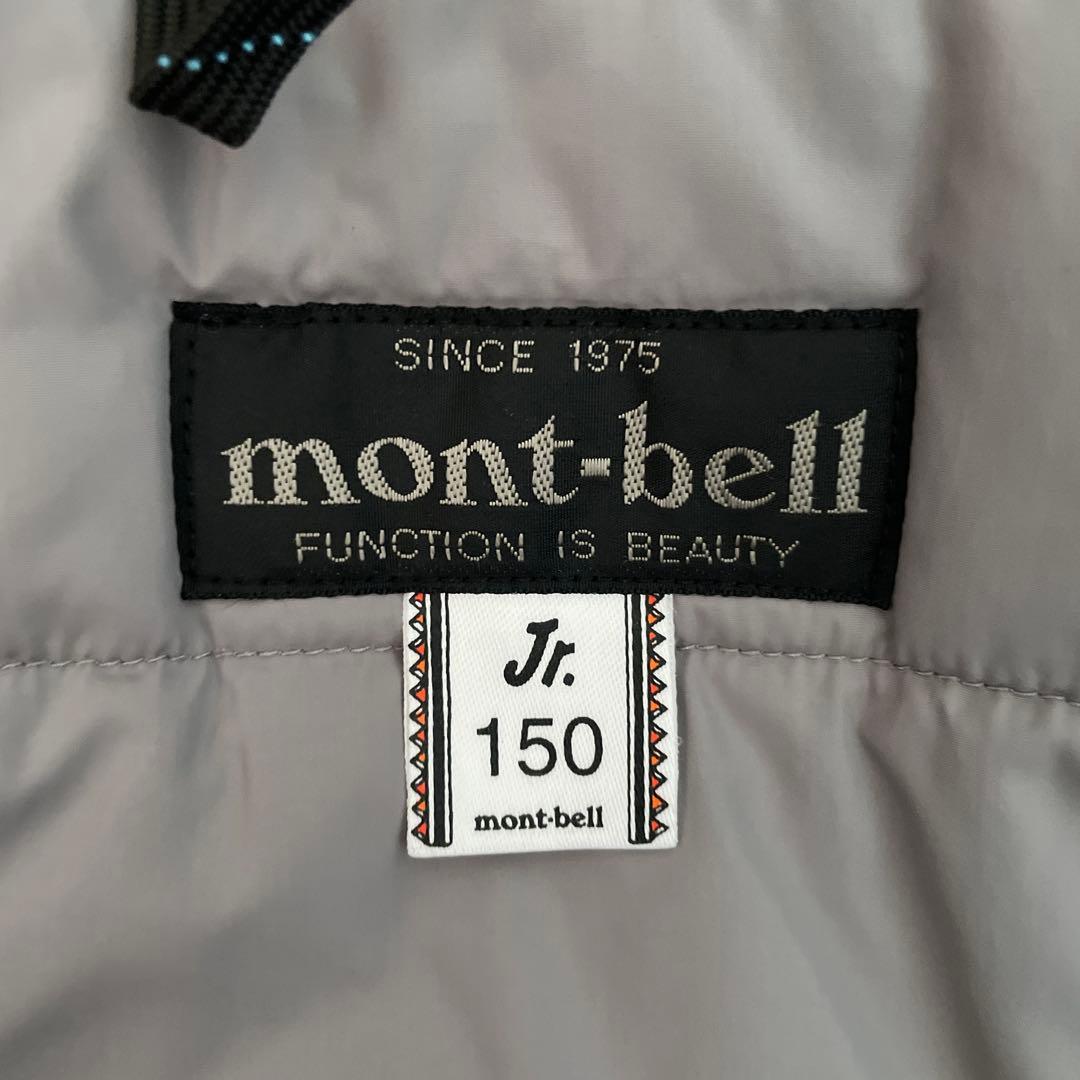 SINCE 1975
mont-bell
FUNCTION IS BEAUTY
Jr.
150
mont-bell